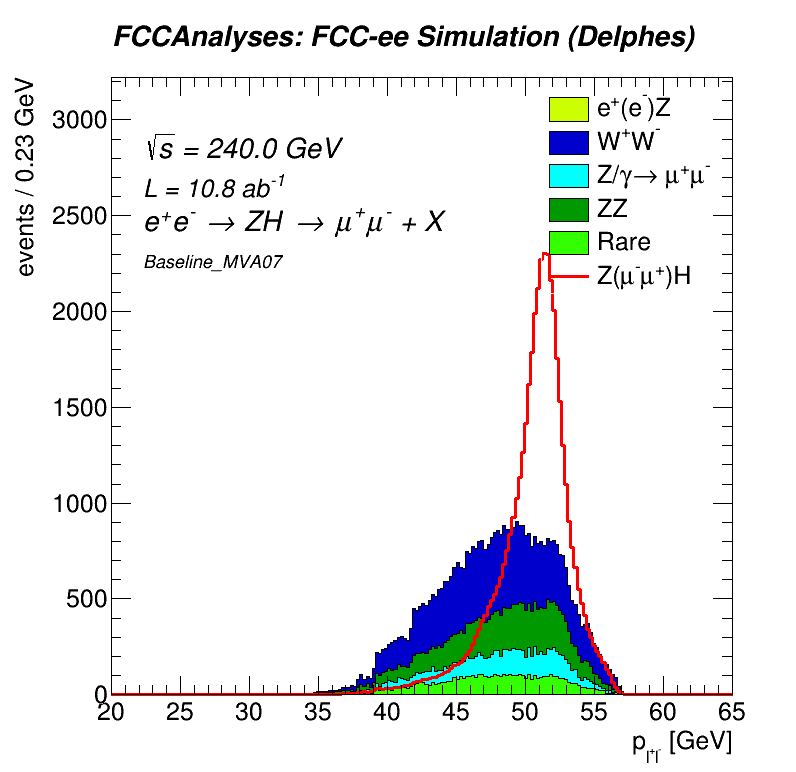 FCCAnalyses: FCC-ee Simulation (Delphes)
events / 0.23 GeV
3000
2500
2000
1500
1000
500
0
√s = 240.0 GeV
L = 10.8 ab⁻¹
e⁺e⁻ → ZH → μ⁺μ⁻ + X
Baseline_MVA07
e⁺(e⁻)Z
W⁺W⁻
Z/γ→ μ⁺μ⁻
ZZ
Rare
Z(μ⁻μ⁺)H
20 25 30 35 40 45 50 55 60 65
p_l⁺l⁻ [GeV]